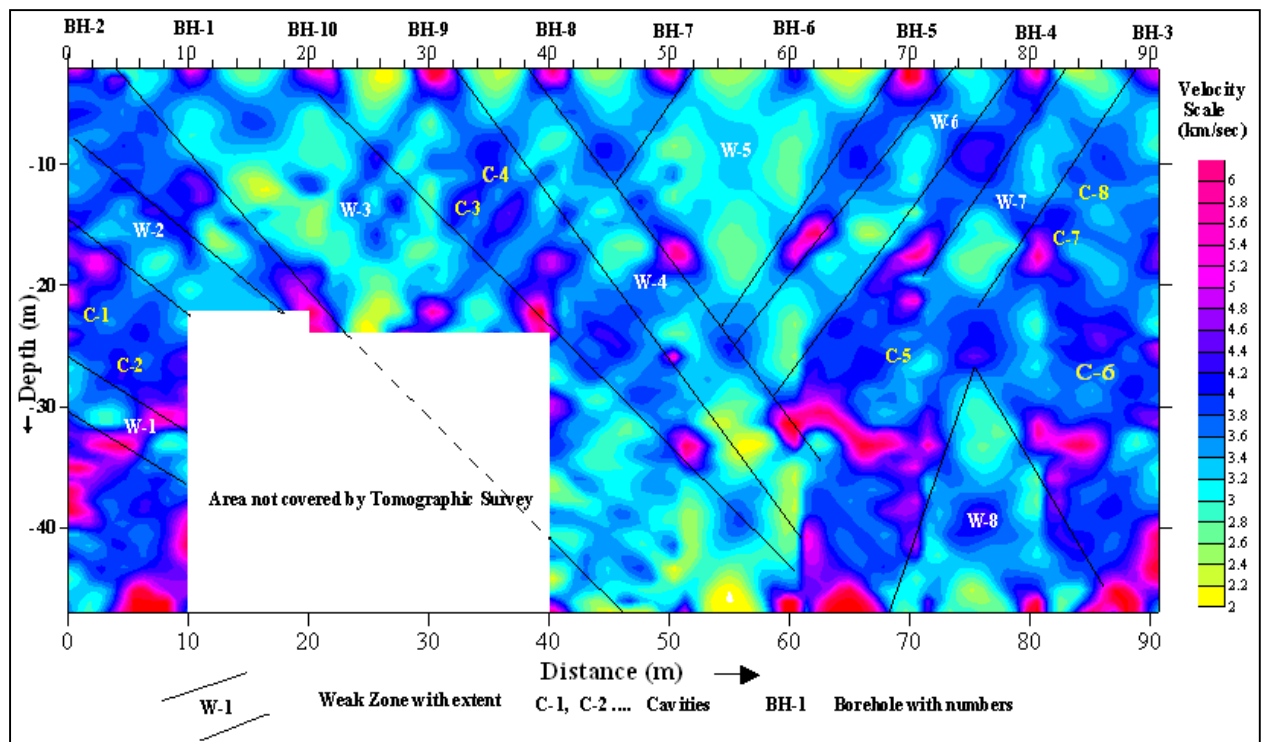 BH-2 BH-1 BH-10 BH-9 BH-8 BH-7 BH-6 BH-5 BH-4 BH-3
0 10 20 30 40 50 60 70 80 90
Velocity
Scale
(km/sec)
6
5.8
5.6
5.4
5.2
5
4.8
4.6
4.4
4.2
4
3.8
3.6
3.4
3.2
3
2.8
2.6
2.4
2.2
2
← Depth (m)
-10
-20
-30
-40
W-6
W-5
C-4
C-8
C-3
W-3
W-7
W-2
C-7
W-4
C-1
C-2
C-5
C-6
W-1
Area not covered by Tomographic Survey
W-8
0 10 20 30 40 50 60 70 80 90
Distance (m) →
W-1 Weak Zone with extent C-1, C-2 .... Cavities BH-1 Borehole with numbers